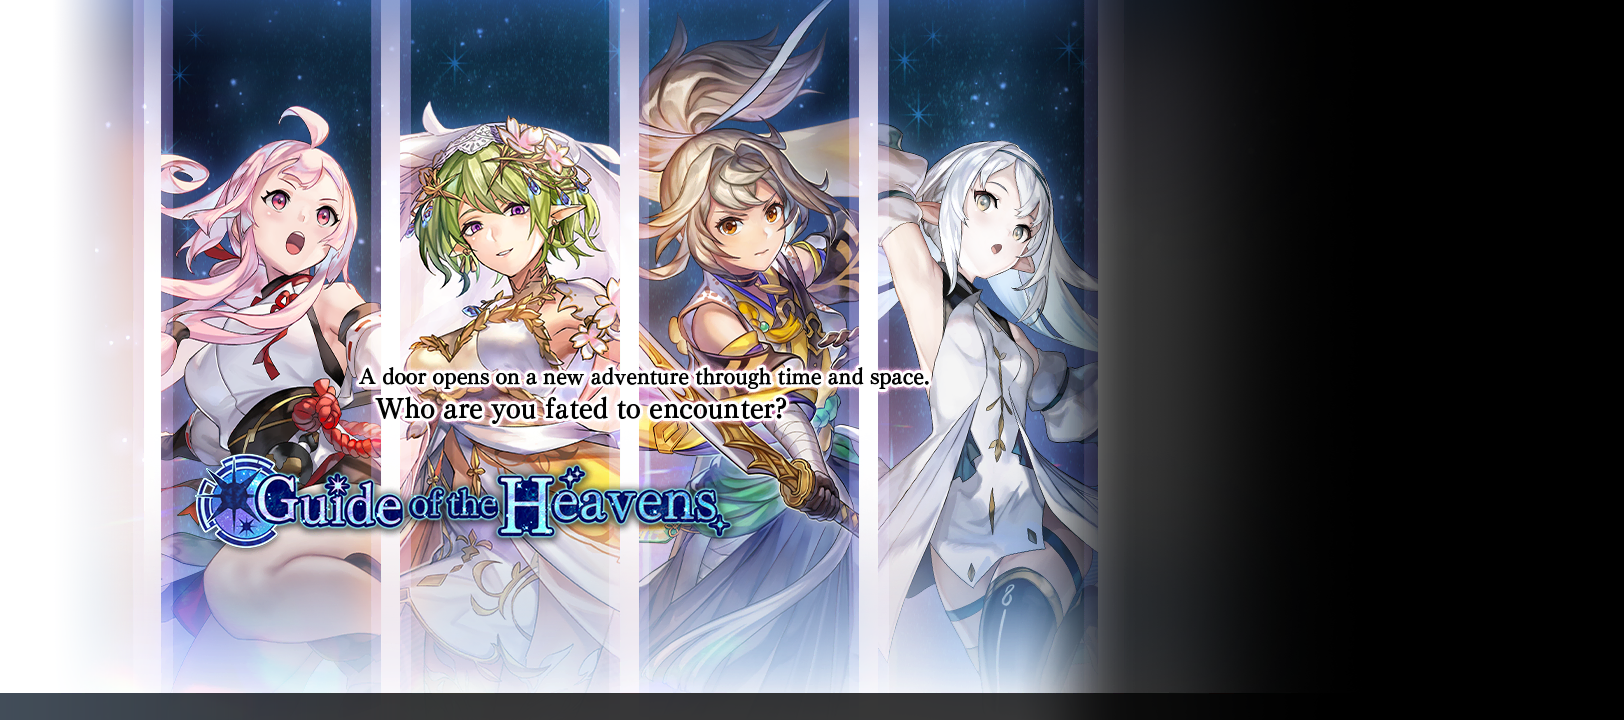 A door opens on a new adventure through time and space.
Who are you fated to encounter?
Guide of the Heavens